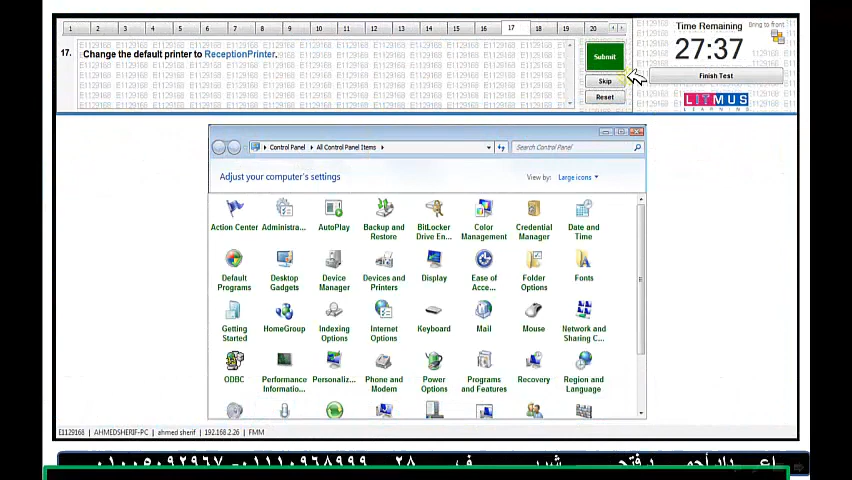 1 2 3 4 5 6 7 8 9 10 11 12 13 14 15 16 17 18 19 20
17. Change the default printer to ReceptionPrinter.
Submit
Skip
Reset
Time Remaining
Bring to front
27:37
Finish Test
LITMUS
LEARNING
Control Panel All Control Panel Items
Search Control Panel
Adjust your computer's settings
View by: Large icons
Action Center Administra... AutoPlay Backup and Restore BitLocker Drive En... Color Management Credential Manager Date and Time
Default Programs Desktop Gadgets Device Manager Devices and Printers Display Ease of Acce... Folder Options Fonts
Getting Started HomeGroup Indexing Options Internet Options Keyboard Mail Mouse Network and Sharing C...
ODBC Performance Informatio... Personaliz... Phone and Modem Power Options Programs and Features Recovery Region and Language
E1129168 AHMEDSHERIF-PC ahmed sherif 192.168.2.26 FMM